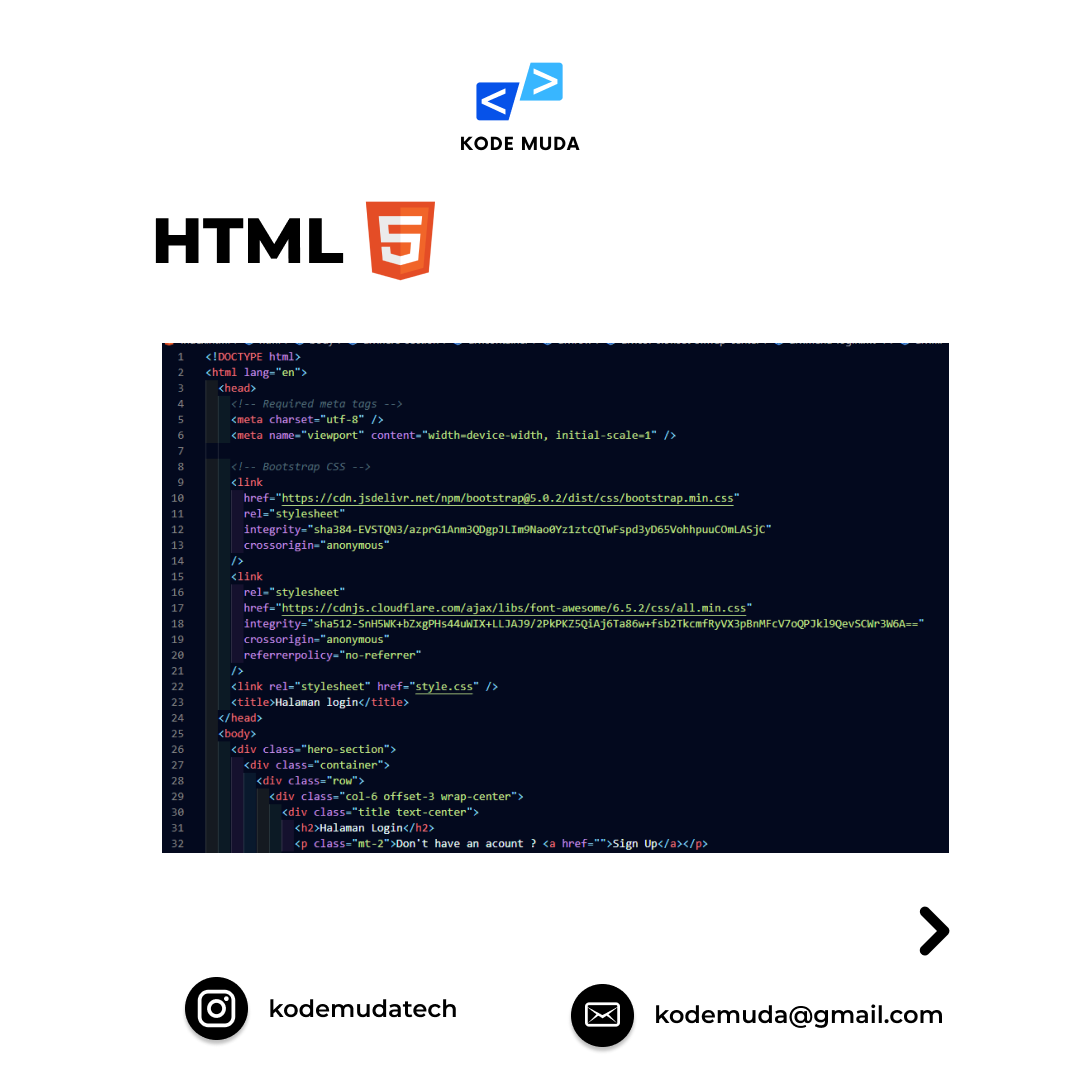 < >
KODE MUDA
HTML 5
1 <!DOCTYPE html>
2 <html lang="en">
3 <head>
4 <!-- Required meta tags -->
5 <meta charset="utf-8" />
6 <meta name="viewport" content="width=device-width, initial-scale=1" />
7
8 <!-- Bootstrap CSS -->
9 <link
10 href="https://cdn.jsdelivr.net/npm/bootstrap@5.0.2/dist/css/bootstrap.min.css"
11 rel="stylesheet"
12 integrity="sha384-EVSTQN3/azprG1Anm3QDgpJLIm9Nao0Yz1ztcQTwFspd3yD65VohhpuuCOmLASjC"
13 crossorigin="anonymous"
14 />
15 <link
16 rel="stylesheet"
17 href="https://cdnjs.cloudflare.com/ajax/libs/font-awesome/6.5.2/css/all.min.css"
18 integrity="sha512-SnH5WK+bZxgPHs44uWIX+LLJAJ9/2PkPKZ5QiAj6Ta86w+fsb2TkcmfRyVX3pBnMFcV7oQPJkl9QevSCWr3W6A=="
19 crossorigin="anonymous"
20 referrerpolicy="no-referrer"
21 />
22 <link rel="stylesheet" href="style.css" />
23 <title>Halaman login</title>
24 </head>
25 <body>
26 <div class="hero-section">
27 <div class="container">
28 <div class="row">
29 <div class="col-6 offset-3 wrap-center">
30 <div class="title text-center">
31 <h2>Halaman Login</h2>
32 <p class="mt-2">Don't have an acount ? <a href="">Sign Up</a></p>
kodemudatech
kodemuda@gmail.com